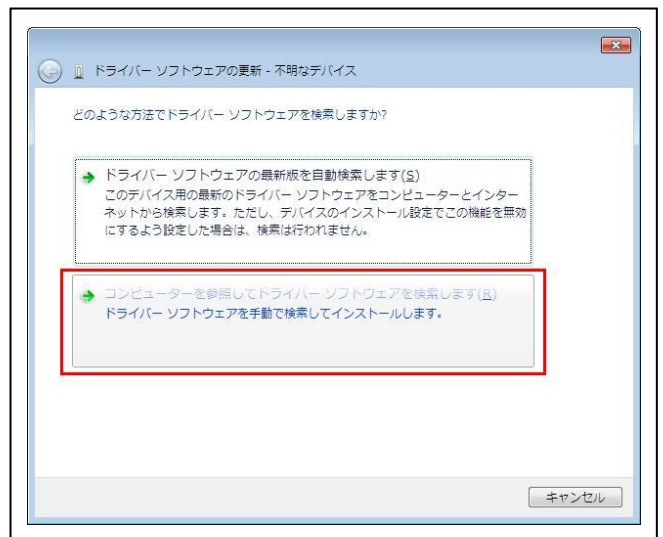 ドライバー ソフトウェアの更新 - 不明なデバイス
どのような方法でドライバー ソフトウェアを検索しますか?
ドライバー ソフトウェアの最新版を自動検索します(S)
このデバイス用の最新のドライバー ソフトウェアをコンピューターとインター
ネットから検索します。ただし、デバイスのインストール設定でこの機能を無効
にするよう設定した場合は、検索は行われません。
コンピューターを参照してドライバー ソフトウェアを検索します(R)
ドライバー ソフトウェアを手動で検索してインストールします。
キャンセル